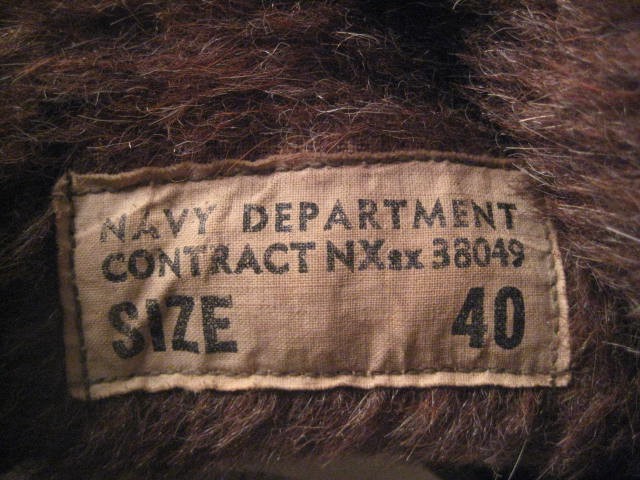 NAVY DEPARTMENT
CONTRACT NXsx 38049
SIZE 40